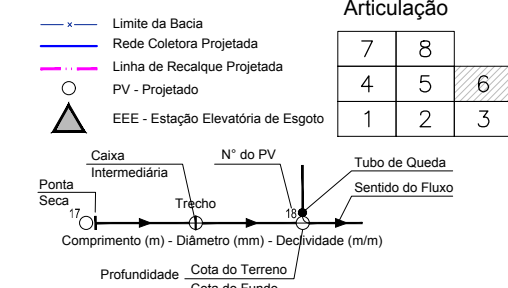 Articulação
Limite da Bacia
Rede Coletora Projetada
Linha de Recalque Projetada
PV - Projetado
EEE - Estação Elevatória de Esgoto
7 8
4 5 6
1 2 3
Caixa
Intermediária
N° do PV
Tubo de Queda
Ponta
Seca
Sentido do Fluxo
Trecho
17
18
Comprimento (m) - Diâmetro (mm) - Declividade (m/m)
Profundidade
Cota do Terreno
Cota do Fundo